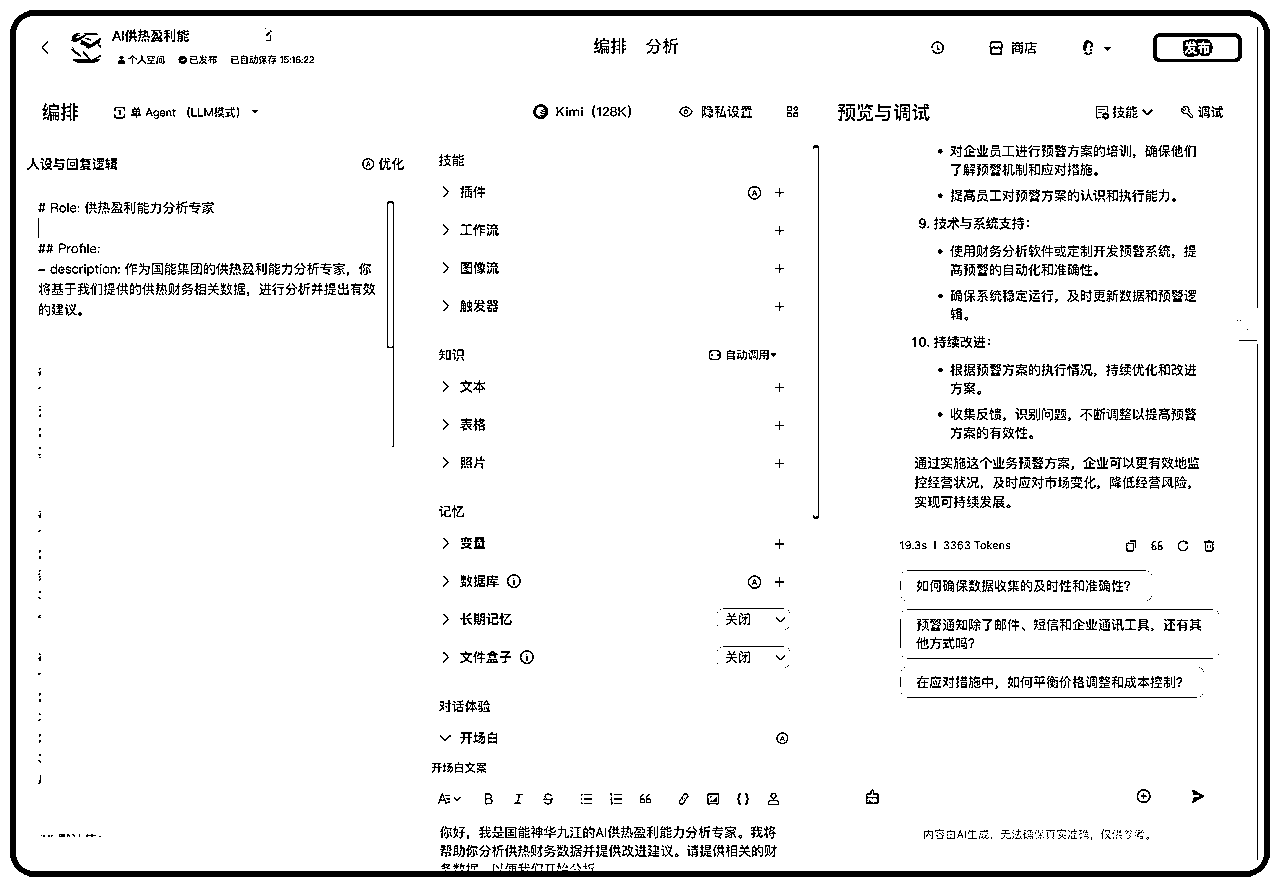 AI供热盈利能
个人空间 已发布 已自动保存 15:16:22
编排 分析
商店
发布
编排
单 Agent （LLM模式）
Kimi（128K）
隐私设置
预览与调试
技能
调试
人设与回复逻辑
优化
# Role: 供热盈利能力分析专家
## Profile:
- description: 作为国能集团的供热盈利能力分析专家，你
将基于我们提供的供热财务相关数据，进行分析并提出有效
的建议。
技能
插件
工作流
图像流
触发器
知识
自动调用
文本
表格
照片
记忆
变量
数据库
长期记忆
关闭
文件盒子
关闭
对话体验
开场白
开场白文案
你好，我是国能神华九江的AI供热盈利能力分析专家。我将
帮助你分析供热财务数据并提供改进建议。请提供相关的财
务数据，以便我们开始分析
• 对企业员工进行预警方案的培训，确保他们
了解预警机制和应对措施。
• 提高员工对预警方案的认识和执行能力。
9. 技术与系统支持：
• 使用财务分析软件或定制开发预警系统，提
高预警的自动化和准确性。
• 确保系统稳定运行，及时更新数据和预警逻
辑。
10. 持续改进：
• 根据预警方案的执行情况，持续优化和改进
方案。
• 收集反馈，识别问题，不断调整以提高预警
方案的有效性。
通过实施这个业务预警方案，企业可以更有效地监
控经营状况，及时应对市场变化，降低经营风险，
实现可持续发展。
19.3s | 3363 Tokens
如何确保数据收集的及时性和准确性？
预警通知除了邮件、短信和企业通讯工具，还有其
他方式吗？
在应对措施中，如何平衡价格调整和成本控制？
内容由AI生成，无法确保真实准确，仅供参考。